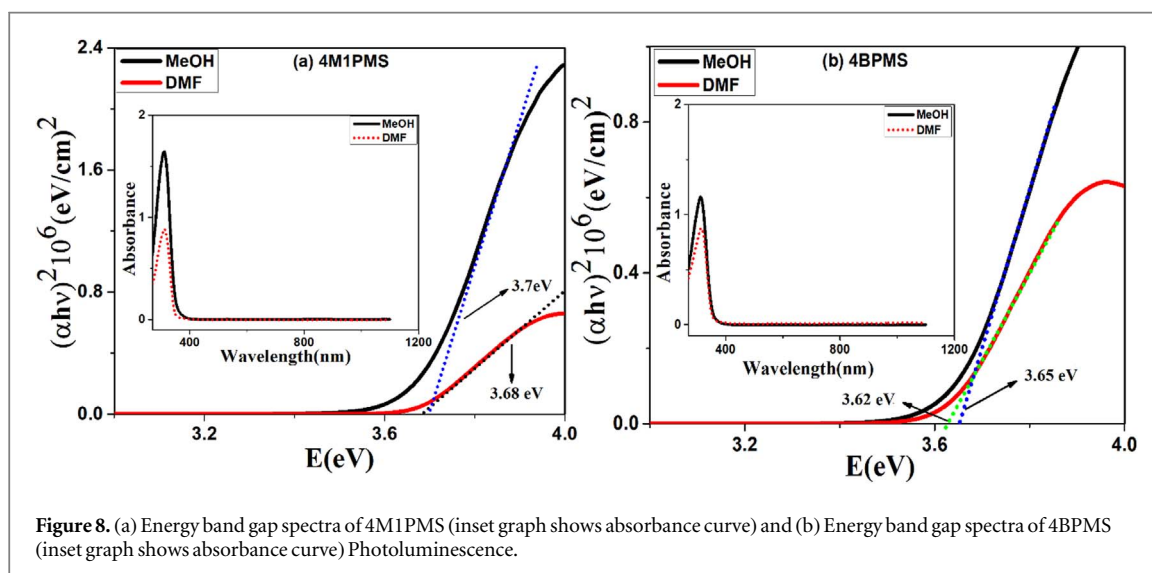 (a) 4M1PMS
MeOH
DMF
2.4
1.6
0.8
0.0
(αhν)²10⁶(eV/cm)²
3.2
3.6
4.0
E(eV)
3.7eV
3.68 eV
MeOH
DMF
2
1
0
Absorbance
400
800
1200
Wavelength(nm)
(b) 4BPMS
MeOH
DMF
0.8
0.4
0.0
(αhν)²10⁶(eV/cm)²
3.2
3.6
4.0
E(eV)
3.62 eV
3.65 eV
MeOH
DMF
2
1
0
Absorbance
400
800
1200
Wavelength(nm)
Figure 8. (a) Energy band gap spectra of 4M1PMS (inset graph shows absorbance curve) and (b) Energy band gap spectra of 4BPMS
(inset graph shows absorbance curve) Photoluminescence.